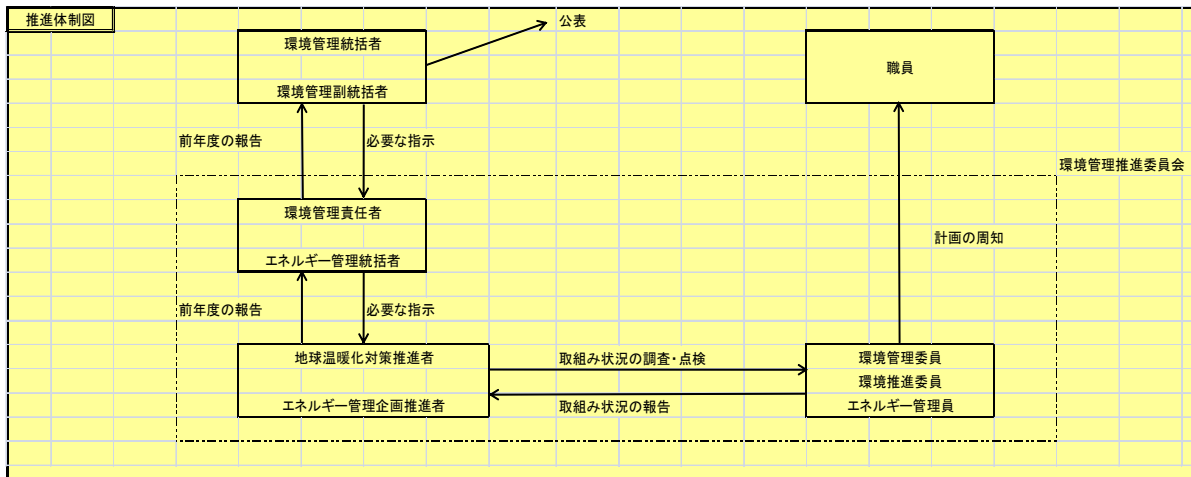 推進体制図
公表
環境管理統括者
環境管理副統括者
職員
前年度の報告
必要な指示
環境管理推進委員会
環境管理責任者
エネルギー管理統括者
計画の周知
前年度の報告
必要な指示
地球温暖化対策推進者
エネルギー管理企画推進者
取組み状況の調査・点検
取組み状況の報告
環境管理委員
環境推進委員
エネルギー管理員